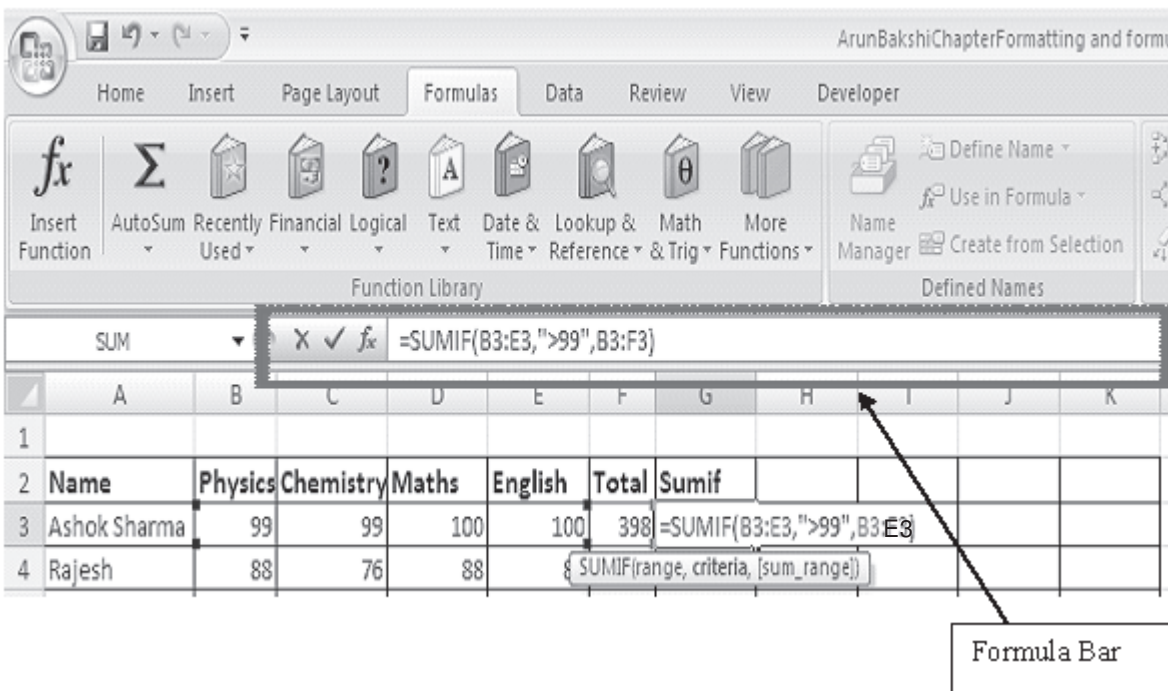 ArunBakshiChapterFormatting and formu
Home Insert Page Layout Formulas Data Review View Developer
fx Σ ? A θ
Insert Function AutoSum Recently Used Financial Logical Text Date & Time Lookup & Reference Math & Trig More Functions Name Manager
Define Name
Use in Formula
Create from Selection
Function Library Defined Names
SUM fx =SUMIF(B3:E3,">99",B3:F3)
A B C D E F G H I J K
1
2 Name Physics Chemistry Maths English Total Sumif
3 Ashok Sharma 99 99 100 100 398 =SUMIF(B3:E3,">99",B3:E3)
4 Rajesh 88 76 88
SUMIF(range, criteria, [sum_range])
Formula Bar